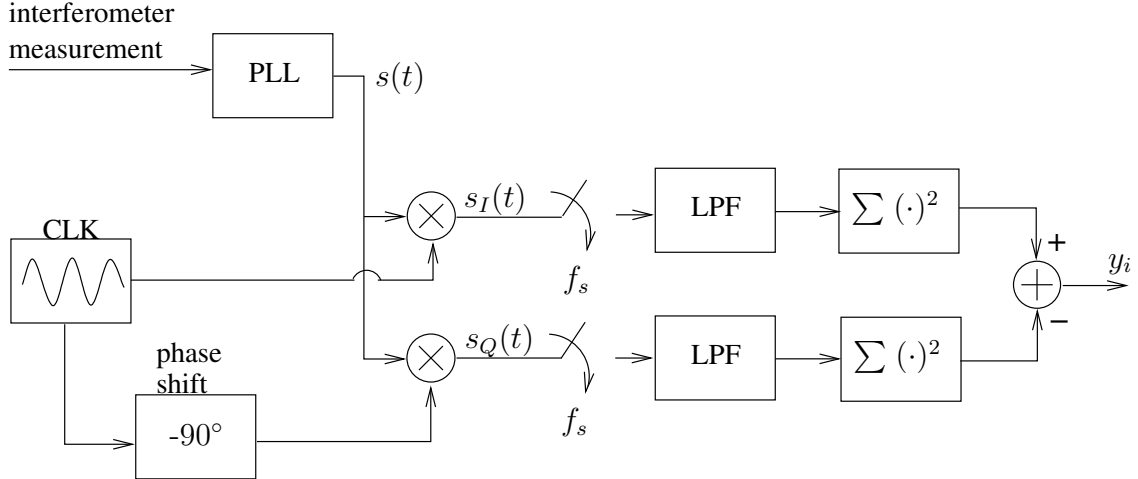 interferometer
measurement
PLL
s(t)
s_I(t)
LPF
∑ (·)²
CLK
f_s
+
y_i
−
s_Q(t)
LPF
∑ (·)²
phase
shift
-90°
f_s